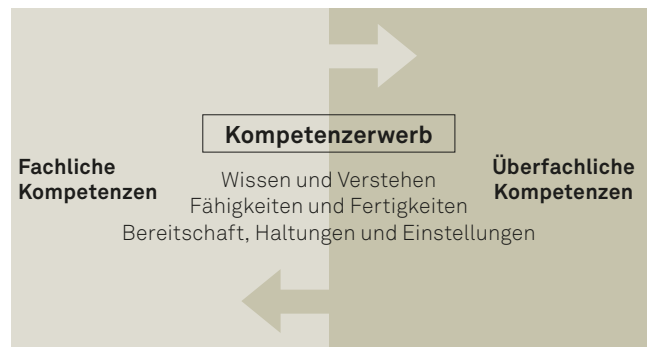 Kompetenzerwerb
Fachliche
Kompetenzen
Wissen und Verstehen
Fähigkeiten und Fertigkeiten
Bereitschaft, Haltungen und Einstellungen
Überfachliche
Kompetenzen